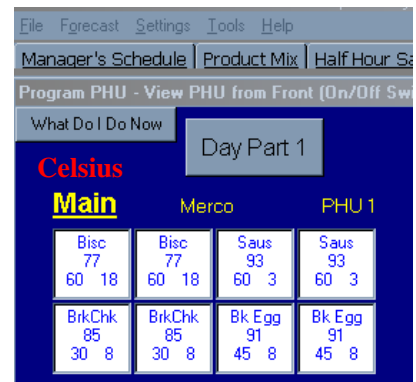 File Forecast Settings Tools Help
Manager's Schedule Product Mix Half Hour Sa
Program PHU - View PHU from Front (On/Off Swi
What Do I Do Now
Day Part 1
Celsius
Main Merco PHU 1
Bisc Bisc Saus Saus
77 77 93 93
60 18 60 18 60 3 60 3
BrkChk BrkChk Bk Egg Bk Egg
85 85 91 91
30 8 30 8 45 8 45 8